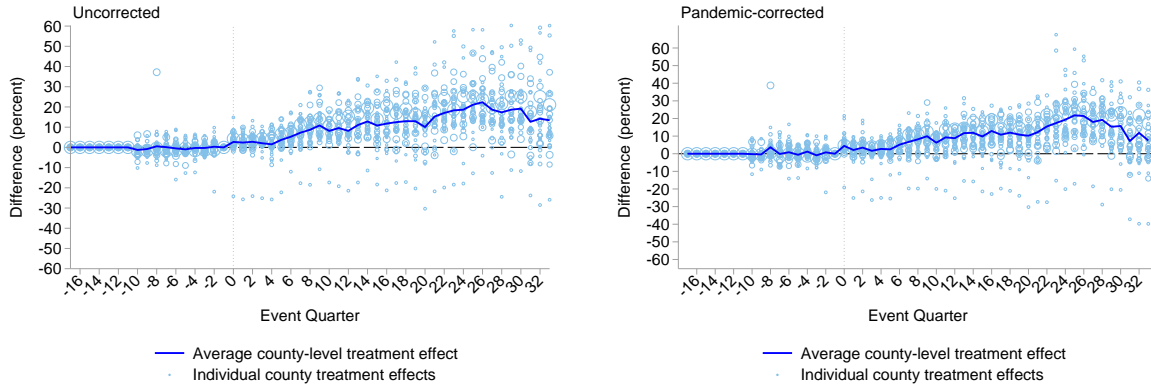 Uncorrected
60
50
40
30
20
10
0
-10
-20
-30
-40
-50
-60
Difference (percent)
-16 -14 -12 -10 -8 -6 -4 -2 0 2 4 6 8 10 12 14 16 18 20 22 24 26 28 30 32
Event Quarter
Average county-level treatment effect
Individual county treatment effects
Pandemic-corrected
60
50
40
30
20
10
0
-10
-20
-30
-40
-50
-60
Difference (percent)
-16 -14 -12 -10 -8 -6 -4 -2 0 2 4 6 8 10 12 14 16 18 20 22 24 26 28 30 32
Event Quarter
Average county-level treatment effect
Individual county treatment effects